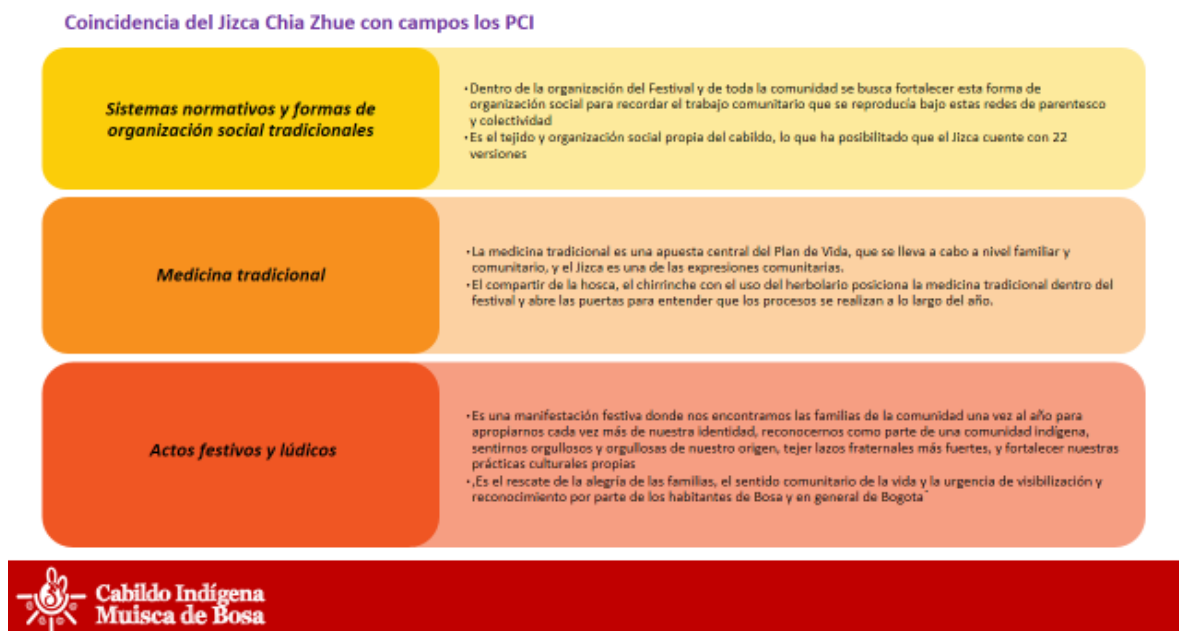 Coincidencia del Jizca Chia Zhue con campos los PCI
Sistemas normativos y formas de
organización social tradicionales
•Dentro de la organización del Festival y de toda la comunidad se busca fortalecer esta forma de
organización social para recordar el trabajo comunitario que se reproducía bajo estas redes de parentesco
y colectividad
•Es el tejido y organización social propia del cabildo, lo que ha posibilitado que el Jizca cuente con 22
versiones
Medicina tradicional
•La medicina tradicional es una apuesta central del Plan de Vida, que se lleva a cabo a nivel familiar y
comunitario, y el Jizca es una de las expresiones comunitarias.
•El compartir de la hosca, el chirrinche con el uso del herbolario posiciona la medicina tradicional dentro del
festival y abre las puertas para entender que los procesos se realizan a lo largo del año.
Actos festivos y lúdicos
•Es una manifestación festiva donde nos encontramos las familias de la comunidad una vez al año para
apropiarnos cada vez más de nuestra identidad, reconocernos como parte de una comunidad indígena,
sentirnos orgullosos y orgullosas de nuestro origen, tejer lazos fraternales más fuertes, y fortalecer nuestras
prácticas culturales propias
•,Es el rescate de la alegría de las familias, el sentido comunitario de la vida y la urgencia de visibilización y
reconocimiento por parte de los habitantes de Bosa y en general de Bogota´
Cabildo Indígena
Muisca de Bosa